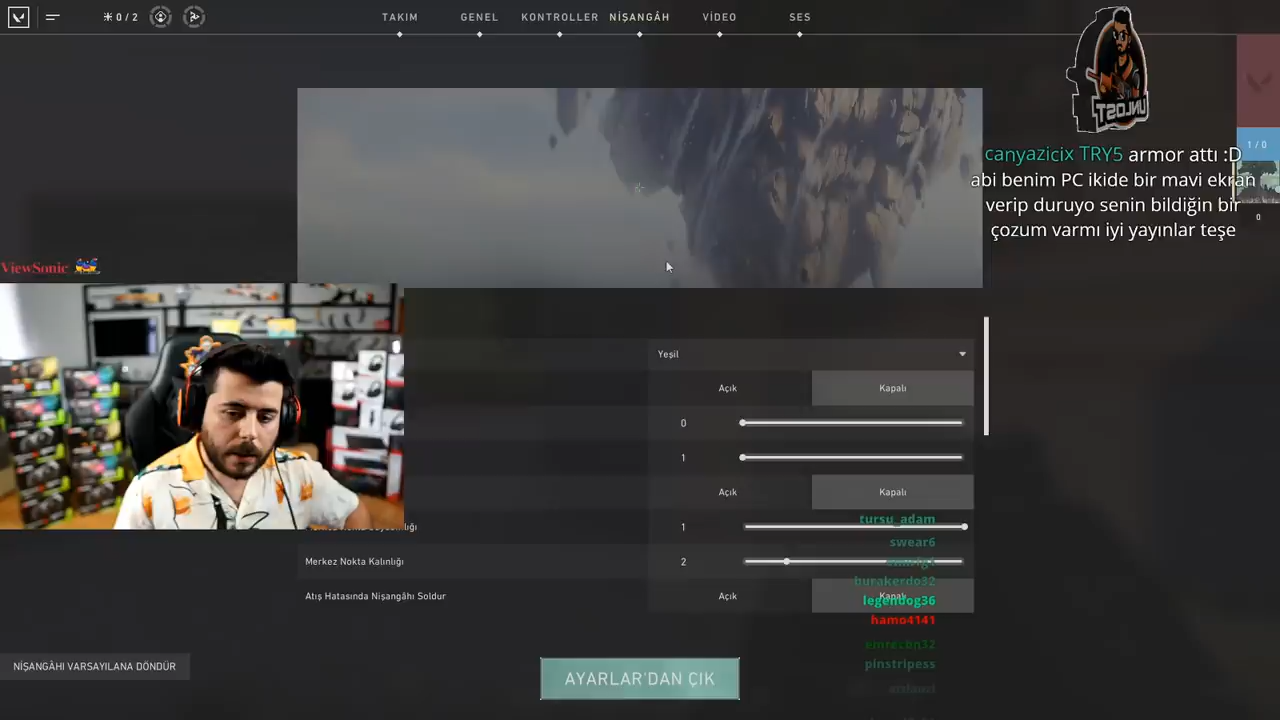 0 / 2
TAKIM
GENEL
KONTROLLER
NİŞANGÂH
VİDEO
SES
UNLOST
1 / 0
canyazicix TRY5 armor attı :D
abi benim PC ikide bir mavi ekran
verip duruyo senin bildiğin bir
çozum varmı iyi yayınlar teşe
0
ViewSonic
Yeşil
Açık
Kapalı
0
1
Açık
Kapalı
1
tursu_adam
swear6
Merkez Nokta Kalınlığı
2
burakerdo32
Atış Hatasında Nişangâhı Soldur
Açık
Kapalı
legendog36
hamo4141
pinstripess
NİŞANGÂHI VARSAYILANA DÖNDÜR
AYARLAR'DAN ÇIK